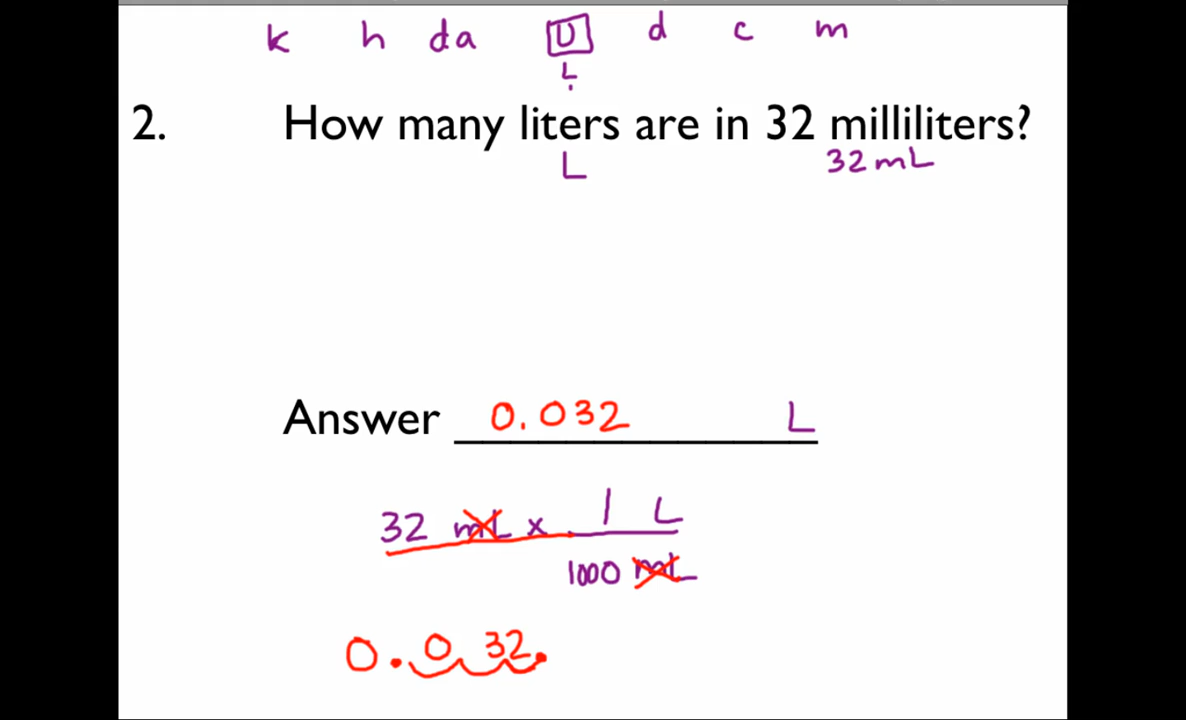 k h da U d c m
L
2. How many liters are in 32 milliliters?
L 32 mL
Answer 0.032 L
32 mL x 1 L
1000 mL
0.032.